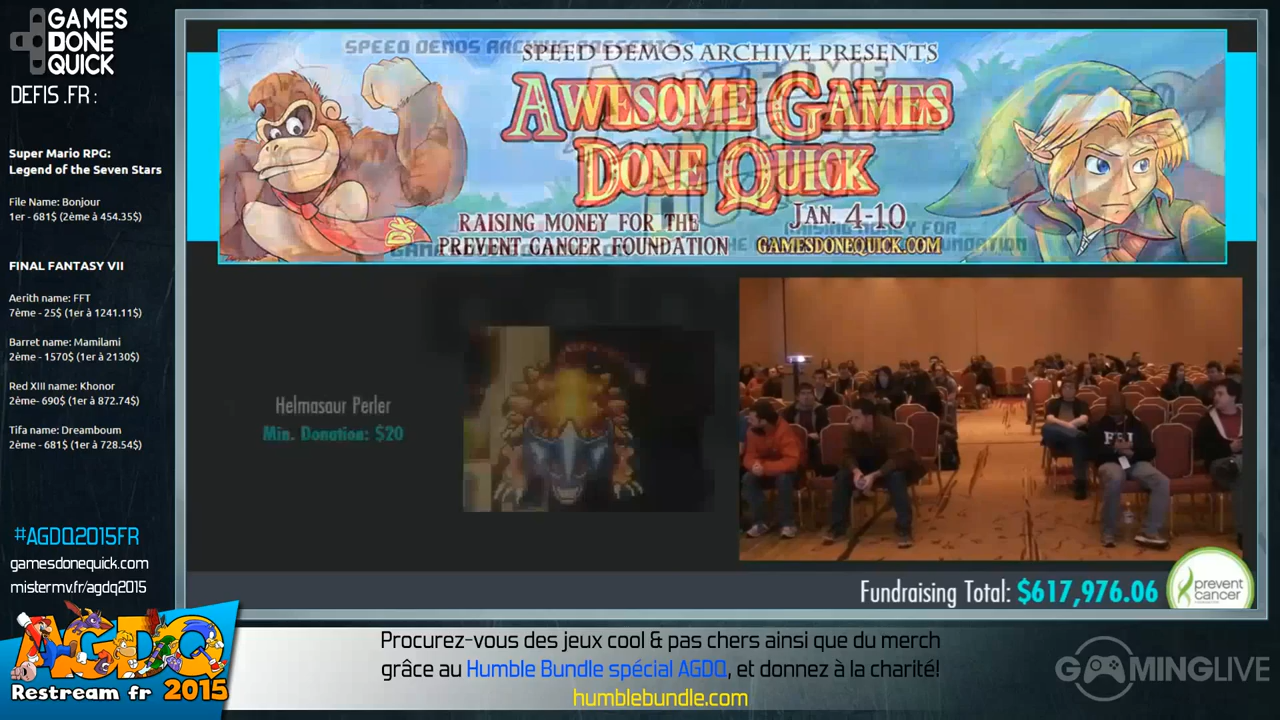 GAMES
DONE
QUICK
DEFIS .FR :
Super Mario RPG:
Legend of the Seven Stars
File Name: Bonjour
1er - 681$ (2ème à 454.35$)
FINAL FANTASY VII
Aerith name: FFT
7ème - 25$ (1er à 1241.11$)
Barret name: Mamilami
2ème - 1570$ (1er à 2130$)
Red XIII name: Khonor
2ème- 690$ (1er à 872.74$)
Tifa name: Dreamboum
2ème - 681$ (1er à 728.54$)
#AGDQ2015FR
gamesdonequick.com
mistermv.fr/agdq2015
AGDQ
Restream fr 2015
SPEED DEMOS ARCHIVE PRESENTS
SPEED DEMOS ARCHIVE PRESENTS
AWESOME GAMES
DONE QUICK
JAN. 4-10
RAISING MONEY FOR THE
PREVENT CANCER FOUNDATION
GAMESDONEQUICK.COM
DK
Helmasaur Perler
Min. Donation: $20
FBI
Fundraising Total: $617,976.06
prevent
cancer
Procurez-vous des jeux cool & pas chers ainsi que du merch
grâce au Humble Bundle spécial AGDQ, et donnez à la charité!
humblebundle.com
GAMINGLIVE